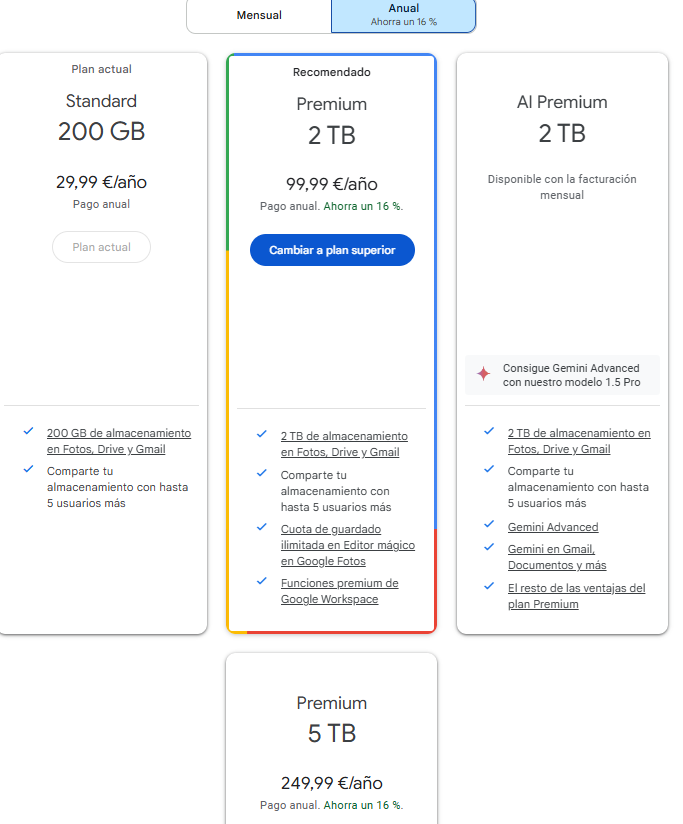 Mensual
Anual
Ahorra un 16 %
Plan actual
Standard
200 GB
29,99 €/año
Pago anual
Plan actual
200 GB de almacenamiento
en Fotos, Drive y Gmail
Comparte tu
almacenamiento con hasta
5 usuarios más
Recomendado
Premium
2 TB
99,99 €/año
Pago anual. Ahorra un 16 %.
Cambiar a plan superior
2 TB de almacenamiento
en Fotos, Drive y Gmail
Comparte tu
almacenamiento con
hasta 5 usuarios más
Cuota de guardado
ilimitada en Editor mágico
en Google Fotos
Funciones premium de
Google Workspace
AI Premium
2 TB
Disponible con la facturación
mensual
Consigue Gemini Advanced
con nuestro modelo 1.5 Pro
2 TB de almacenamiento en
Fotos, Drive y Gmail
Comparte tu
almacenamiento con hasta
5 usuarios más
Gemini Advanced
Gemini en Gmail,
Documentos y más
El resto de las ventajas del
plan Premium
Premium
5 TB
249,99 €/año
Pago anual. Ahorra un 16 %.